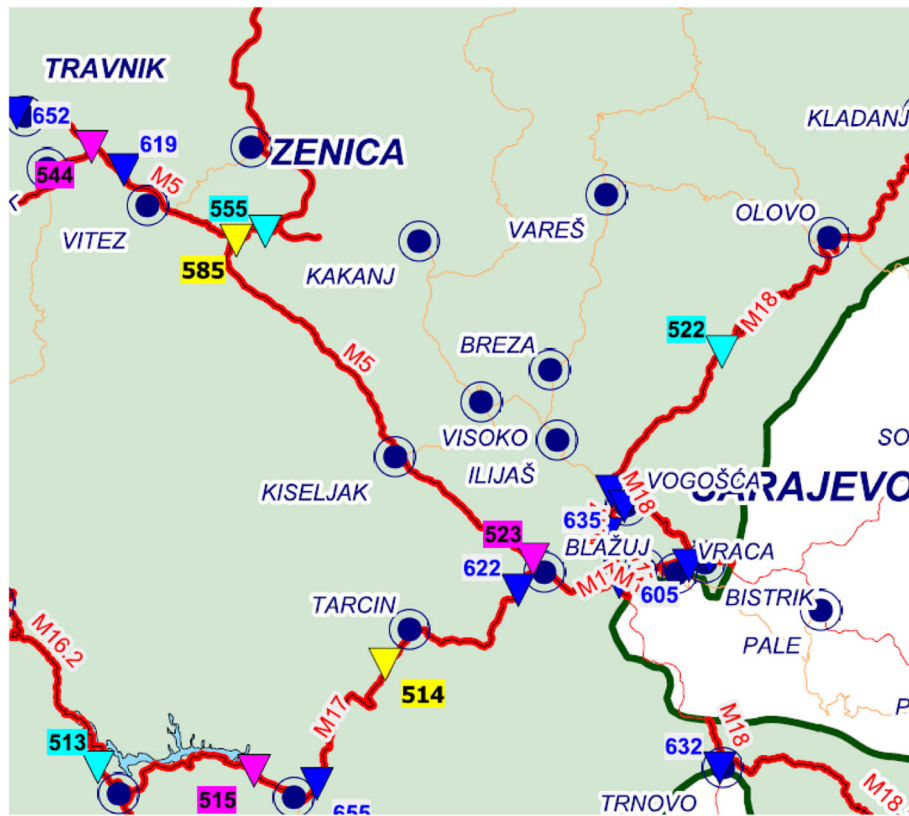 TRAVNIK
652
KLADANJ
619
ZENICA
544
M5
555
OLOVO
VAREŠ
VITEZ
585
KAKANJ
M18
522
BREZA
M5
VISOKO
SO
ILIJAŠ
VOGOŠĆA
SARAJEVO
KISELJAK
M18
635
523
BLAŽUJ
VRACA
622
M17
605
BISTRIK
TARCIN
PALE
M16.2
514
M17
P
M18
513
632
515
655
TRNOVO
M18